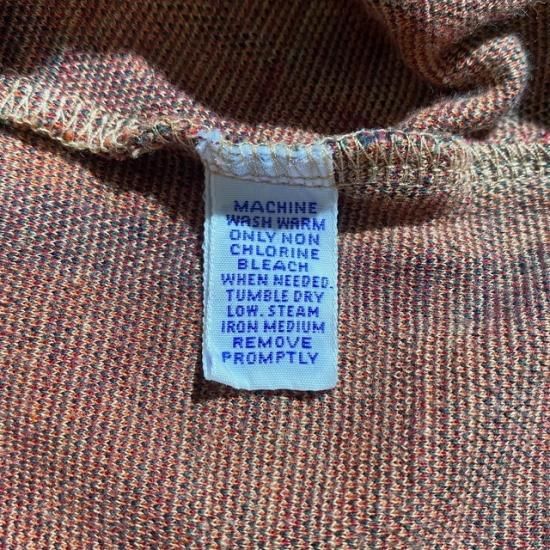 MACHINE
WASH WARM
ONLY NON
CHLORINE
BLEACH
WHEN NEEDED.
TUMBLE DRY
LOW. STEAM
IRON MEDIUM
REMOVE
PROMPTLY